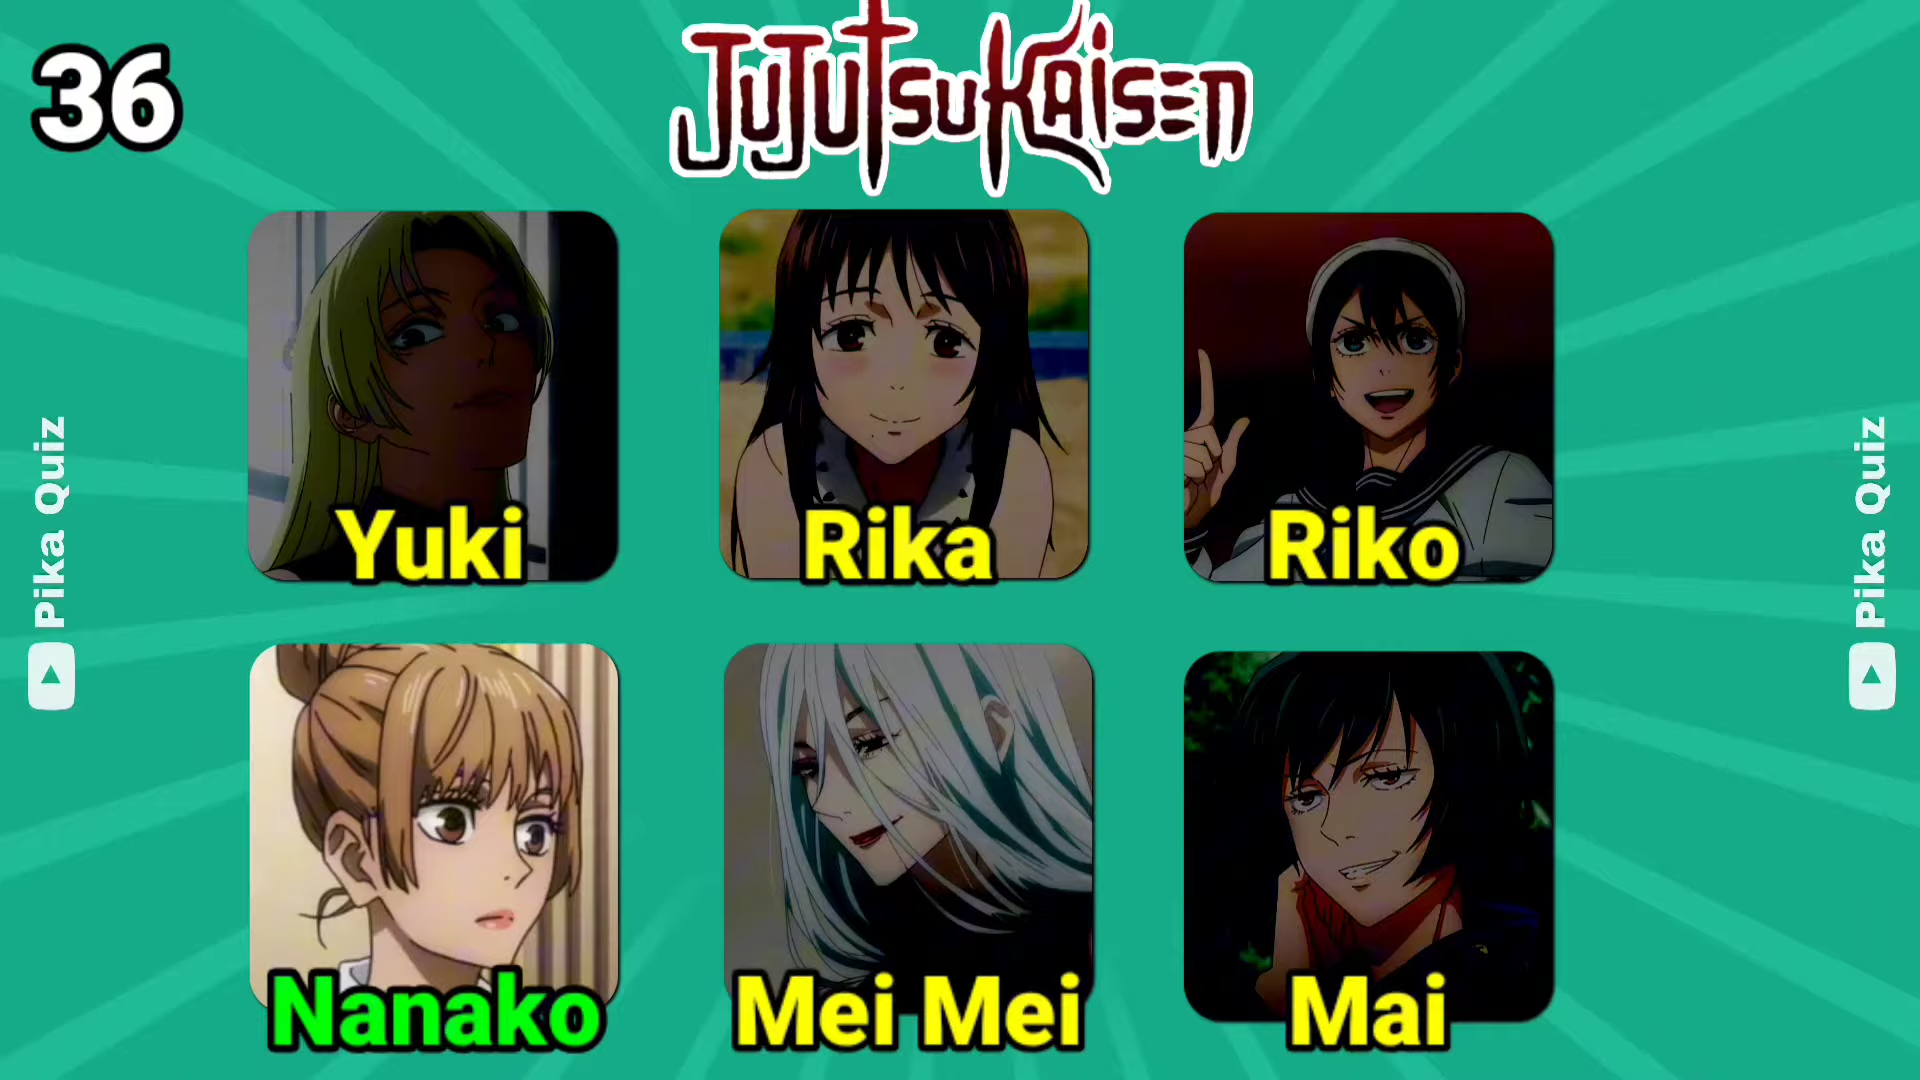 36
JUJUTSU KAISEN
Yuki
Rika
Riko
Pika Quiz
Pika Quiz
Nanako
Mei Mei
Mai